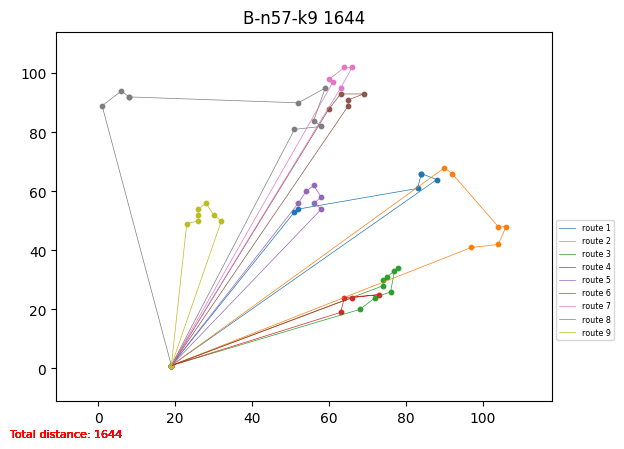 B-n57-k9 1644
100
80
60
40
20
0
0 20 40 60 80 100
route 1
route 2
route 3
route 4
route 5
route 6
route 7
route 8
route 9
Total distance: 1644